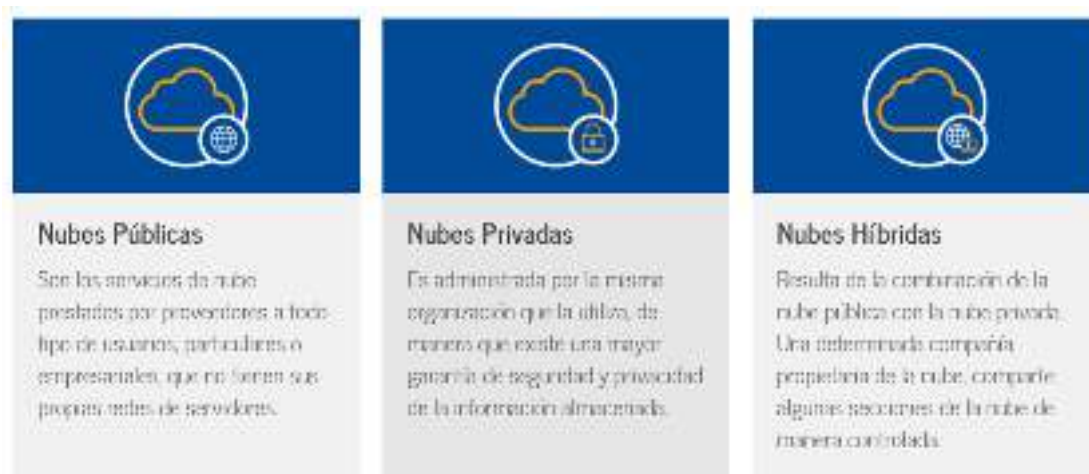 Nubes Públicas
Son los servicios de nube
prestados por proveedores a todo
tipo de usuarios, particulares o
empresariales, que no tienen sus
propias redes de servidores.
Nubes Privadas
Es administrada por la misma
organización que la utiliza, de
manera que existe una mayor
garantía de seguridad y privacidad
de la información almacenada.
Nubes Híbridas
Resulta de la combinación de la
nube pública con la nube privada.
Una determinada compañía,
propietaria de la nube, comparte
algunas secciones de la nube de
manera controlada.